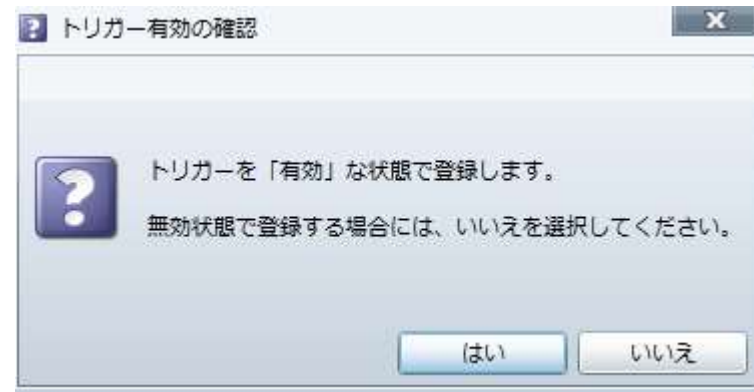 トリガー有効の確認
トリガーを「有効」な状態で登録します。
無効状態で登録する場合には、いいえを選択してください。
はい
いいえ